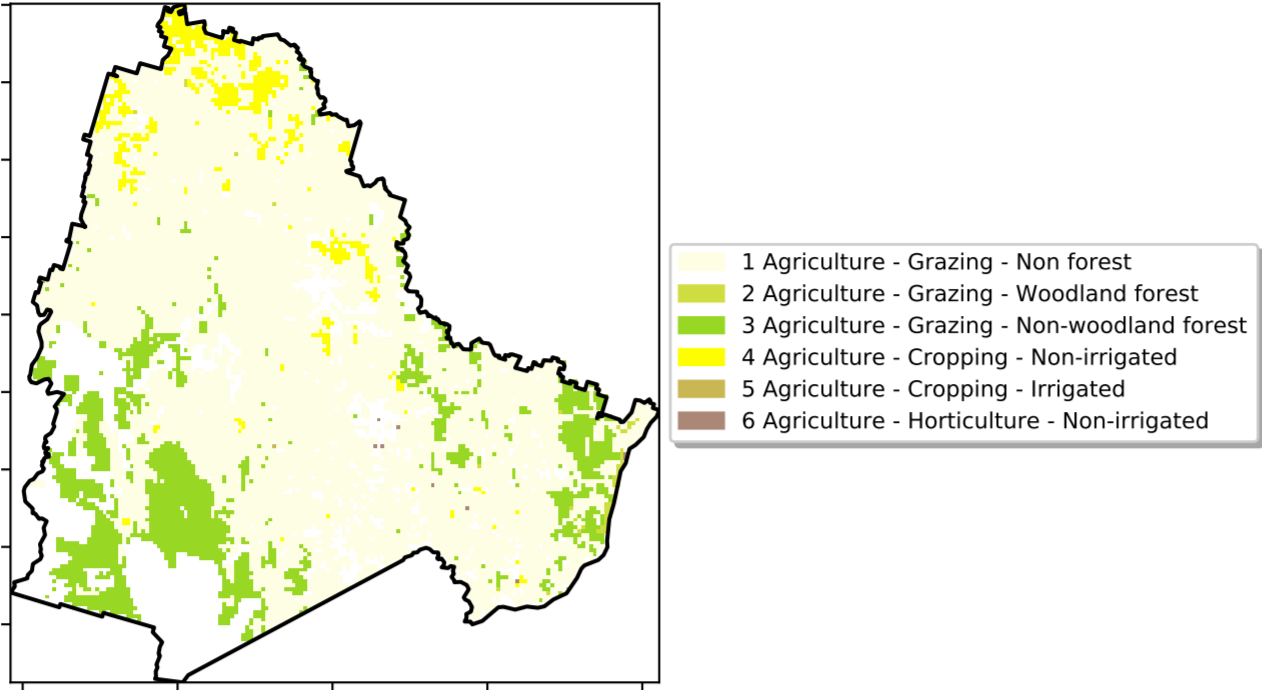 1 Agriculture - Grazing - Non forest
2 Agriculture - Grazing - Woodland forest
3 Agriculture - Grazing - Non-woodland forest
4 Agriculture - Cropping - Non-irrigated
5 Agriculture - Cropping - Irrigated
6 Agriculture - Horticulture - Non-irrigated